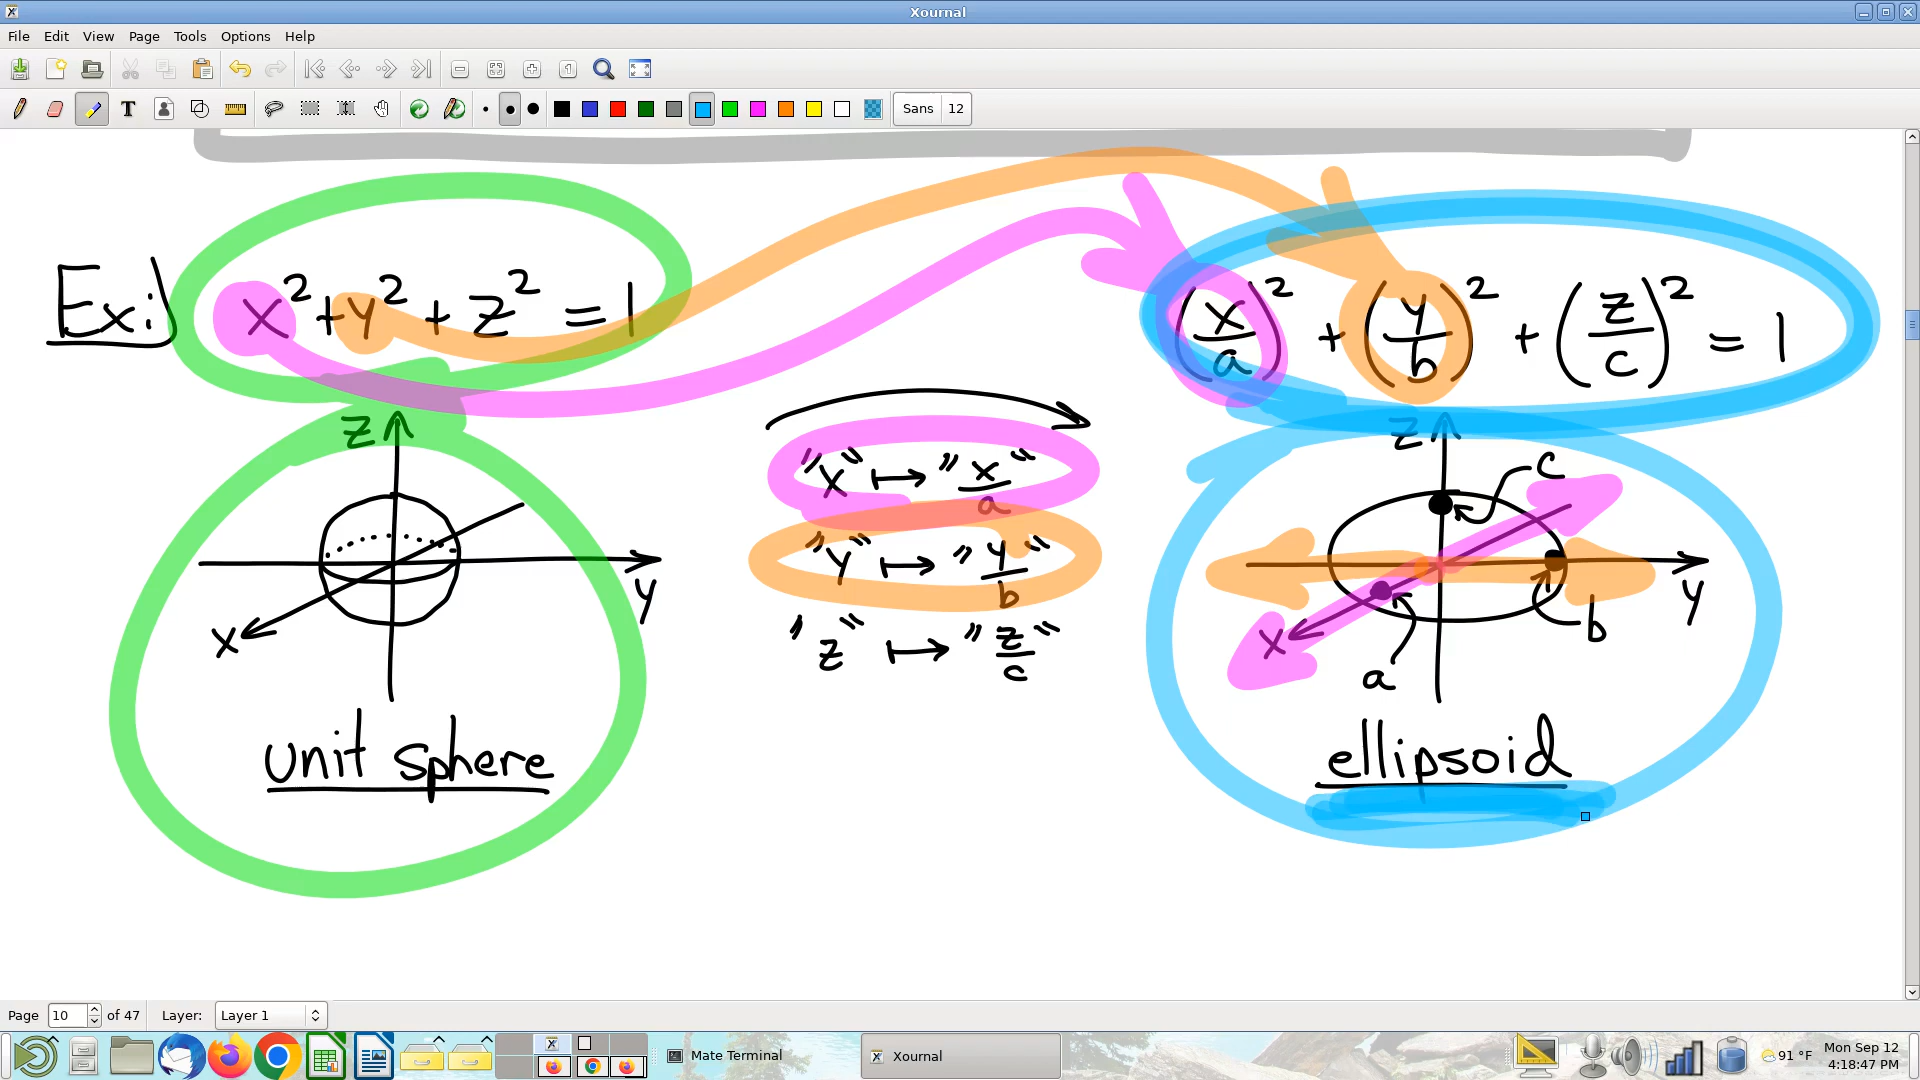 Xournal
File Edit View Page Tools Options Help
Sans 12
Ex:) x² + y² + z² = 1
(x/a)² + (y/b)² + (z/c)² = 1
z
z
c
"x" ↦ "x/a"
"y" ↦ "y/b"
"z" ↦ "z/c"
x
y
x
a
b
y
unit sphere
ellipsoid
Page 10 of 47 Layer: Layer 1
Mate Terminal
Xournal
91 °F
Mon Sep 12
4:18:47 PM